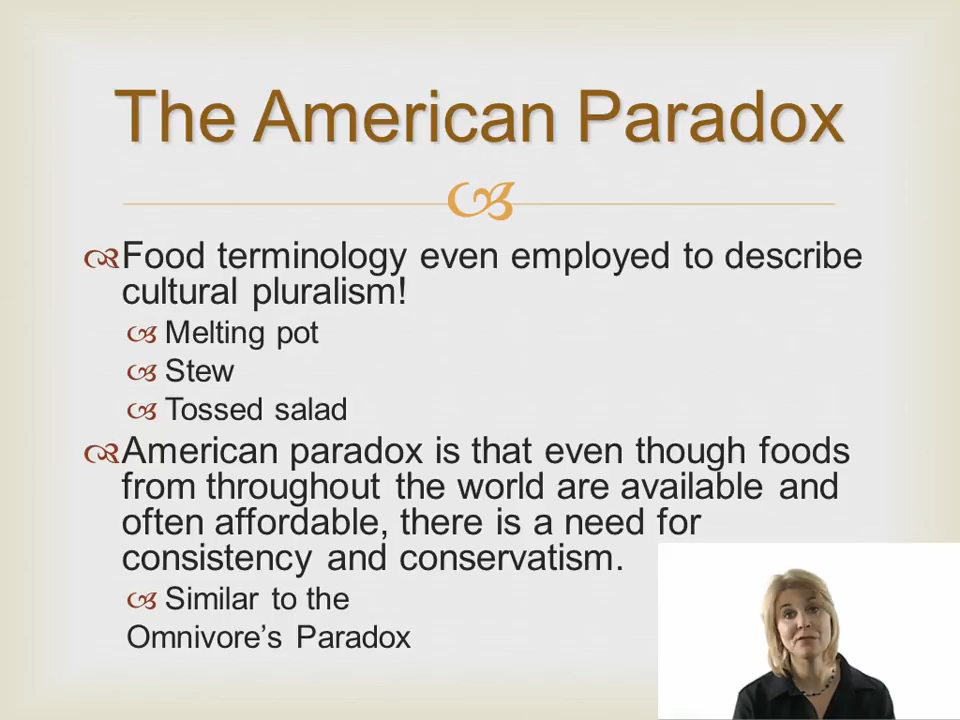 The American Paradox
Food terminology even employed to describe
cultural pluralism!
Melting pot
Stew
Tossed salad
American paradox is that even though foods
from throughout the world are available and
often affordable, there is a need for
consistency and conservatism.
Similar to the
Omnivore’s Paradox